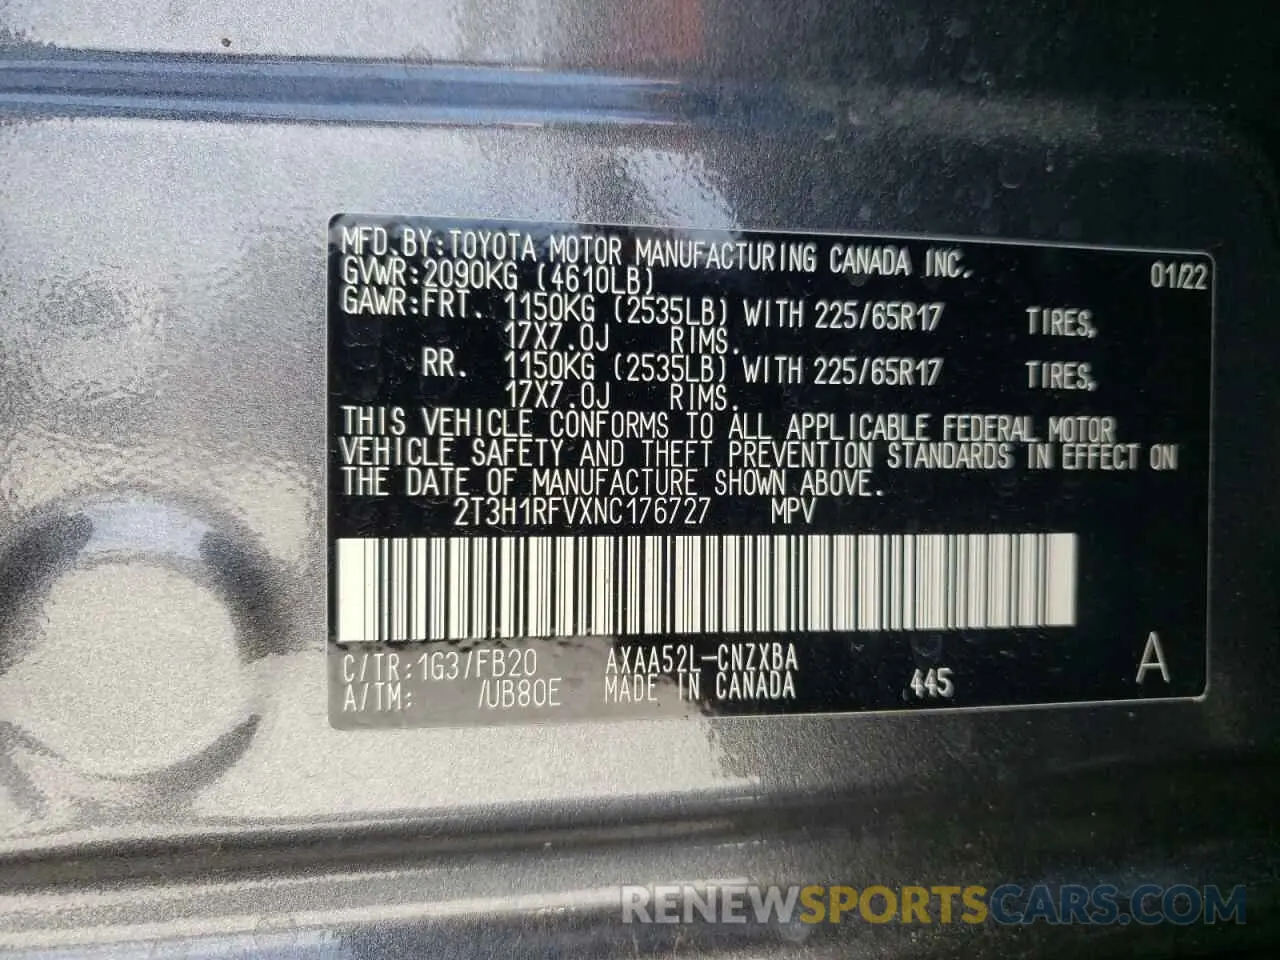 MFD.BY:TOYOTA MOTOR MANUFACTURING CANADA INC.
GVWR:2090KG (4610LB) 01/22
GAWR:FRT. 1150KG (2535LB) WITH 225/65R17 TIRES,
17X7.0J RIMS.
RR. 1150KG (2535LB) WITH 225/65R17 TIRES,
17X7.0J RIMS.
THIS VEHICLE CONFORMS TO ALL APPLICABLE FEDERAL MOTOR
VEHICLE SAFETY AND THEFT PREVENTION STANDARDS IN EFFECT ON
THE DATE OF MANUFACTURE SHOWN ABOVE.
2T3H1RFVXNC176727 MPV
C/TR:1G3/FB20 AXAA52L-CNZXBA A
A/TM: /UB80E MADE IN CANADA 445
RENEWSPORTSCARS.COM